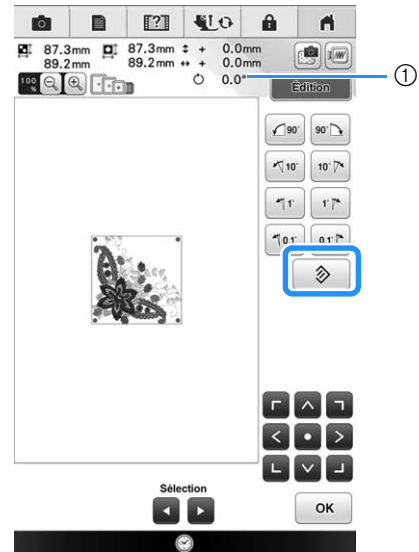 87.3mm 87.3mm + 0.0mm
89.2mm 89.2mm + 0.0mm
100 % 0.0° ①
Édition
90° 90°
10° 10°
1° 1°
0.1° 0.1°
Sélection
OK